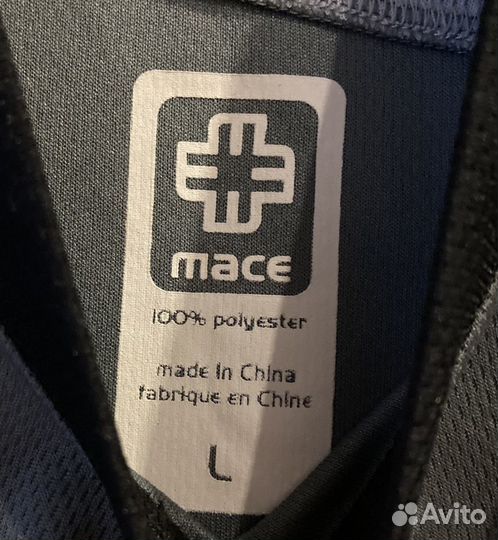 mace
100% polyester
made in China
fabrique en Chine
L
Avito